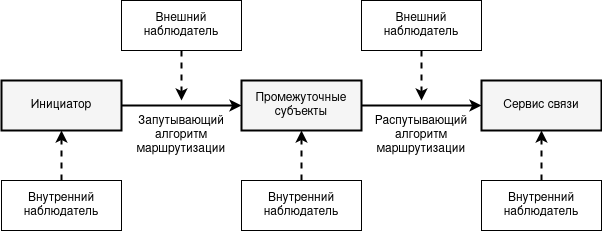 Внешний
наблюдатель
Внешний
наблюдатель
Инициатор
Запутывающий
алгоритм
маршрутизации
Промежуточные
субъекты
Распутывающий
алгоритм
маршрутизации
Сервис связи
Внутренний
наблюдатель
Внутренний
наблюдатель
Внутренний
наблюдатель